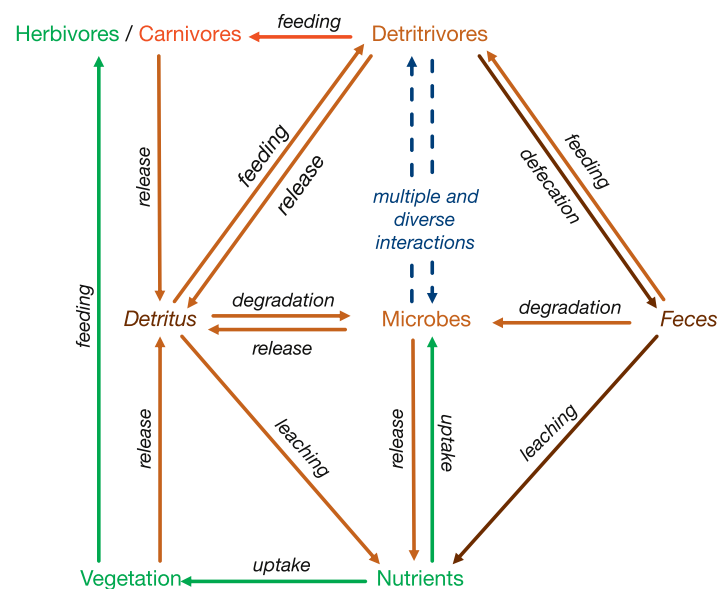 feeding
Herbivores / Carnivores
Detritrivores
feeding
release
release
feeding
defecation
multiple and
diverse
interactions
feeding
degradation
Detritus
Microbes
degradation
Feces
release
release
leaching
release
uptake
leaching
uptake
Vegetation
Nutrients